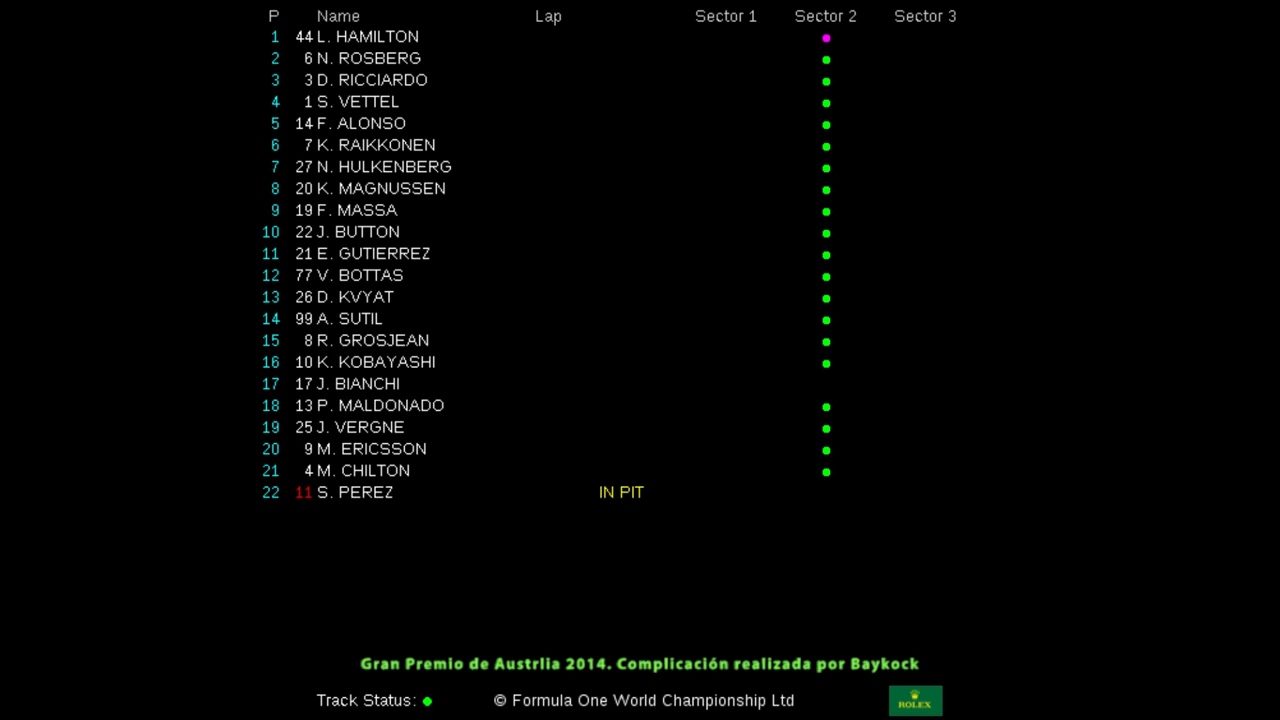 P Name Lap Sector 1 Sector 2 Sector 3
1 44 L. HAMILTON
2 6 N. ROSBERG
3 3 D. RICCIARDO
4 1 S. VETTEL
5 14 F. ALONSO
6 7 K. RAIKKONEN
7 27 N. HULKENBERG
8 20 K. MAGNUSSEN
9 19 F. MASSA
10 22 J. BUTTON
11 21 E. GUTIERREZ
12 77 V. BOTTAS
13 26 D. KVYAT
14 99 A. SUTIL
15 8 R. GROSJEAN
16 10 K. KOBAYASHI
17 17 J. BIANCHI
18 13 P. MALDONADO
19 25 J. VERGNE
20 9 M. ERICSSON
21 4 M. CHILTON
22 11 S. PEREZ IN PIT
Gran Premio de Austrlia 2014. Complicación realizada por Baykock
Track Status: © Formula One World Championship Ltd ROLEX